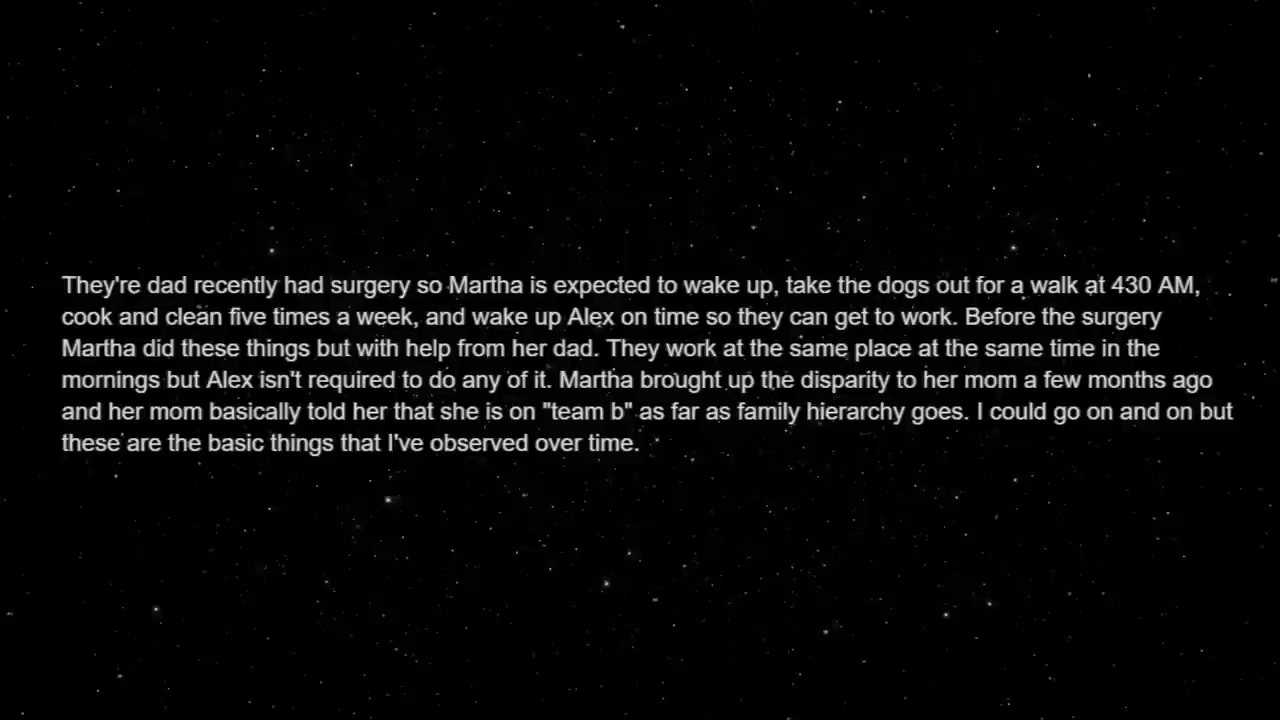 They're dad recently had surgery so Martha is expected to wake up, take the dogs out for a walk at 430 AM,
cook and clean five times a week, and wake up Alex on time so they can get to work. Before the surgery
Martha did these things but with help from her dad. They work at the same place at the same time in the
mornings but Alex isn't required to do any of it. Martha brought up the disparity to her mom a few months ago
and her mom basically told her that she is on "team b" as far as family hierarchy goes. I could go on and on but
these are the basic things that I've observed over time.